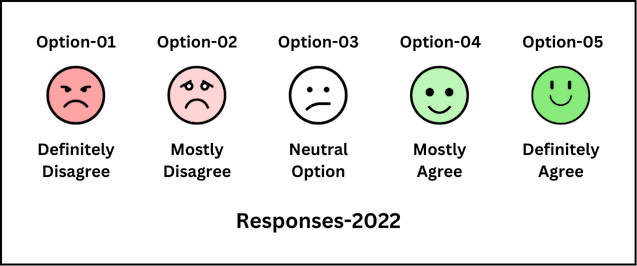 Option-01 Option-02 Option-03 Option-04 Option-05
Definitely Mostly Neutral Mostly Definitely
Disagree Disagree Option Agree Agree
Responses-2022